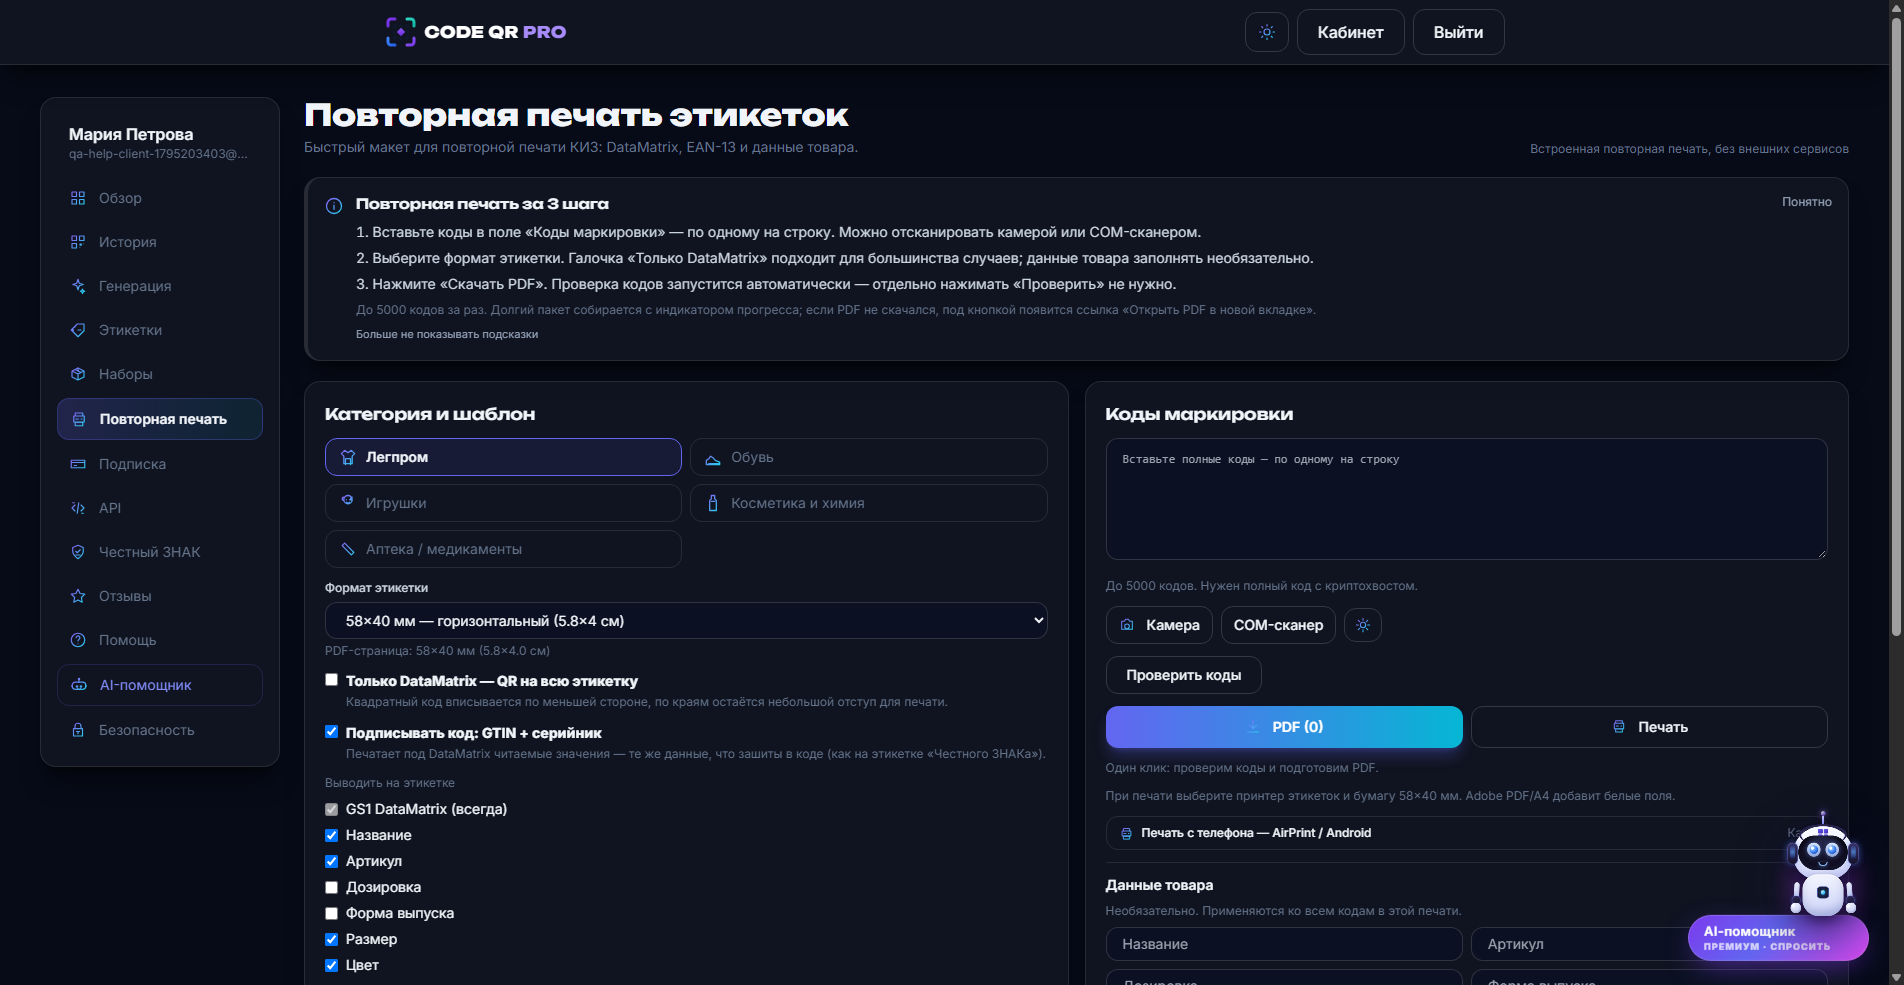 CODE QR PRO
Кабинет
Выйти
Мария Петрова
qa-help-client-1795203403@...
Обзор
История
Генерация
Этикетки
Наборы
Повторная печать
Подписка
API
Честный ЗНАК
Отзывы
Помощь
AI-помощник
Безопасность
Повторная печать этикеток
Быстрый макет для повторной печати КИЗ: DataMatrix, EAN-13 и данные товара.
Встроенная повторная печать, без внешних сервисов
Повторная печать за 3 шага
Понятно
1. Вставьте коды в поле «Коды маркировки» — по одному на строку. Можно отсканировать камерой или COM-сканером.
2. Выберите формат этикетки. Галочка «Только DataMatrix» подходит для большинства случаев; данные товара заполнять необязательно.
3. Нажмите «Скачать PDF». Проверка кодов запустится автоматически — отдельно нажимать «Проверить» не нужно.
До 5000 кодов за раз. Долгий пакет собирается с индикатором прогресса; если PDF не скачался, под кнопкой появится ссылка «Открыть PDF в новой вкладке».
Больше не показывать подсказки
Категория и шаблон
Легпром
Обувь
Игрушки
Косметика и химия
Аптека / медикаменты
Формат этикетки
58×40 мм — горизонтальный (5.8×4 см)
PDF-страница: 58×40 мм (5.8×4.0 см)
Только DataMatrix — QR на всю этикетку
Квадратный код вписывается по меньшей стороне, по краям остаётся небольшой отступ для печати.
Подписывать код: GTIN + серийник
Печатает под DataMatrix читаемые значения — те же данные, что зашиты в коде (как на этикетке «Честного ЗНАКа»).
Выводить на этикетке
GS1 DataMatrix (всегда)
Название
Артикул
Дозировка
Форма выпуска
Размер
Цвет
Коды маркировки
Вставьте полные коды — по одному на строку
До 5000 кодов. Нужен полный код с криптохвостом.
Камера
COM-сканер
Проверить коды
PDF (0)
Печать
Один клик: проверим коды и подготовим PDF.
При печати выберите принтер этикеток и бумагу 58×40 мм. Adobe PDF/A4 добавит белые поля.
Печать с телефона — AirPrint / Android
Данные товара
Необязательно. Применяются ко всем кодам в этой печати.
Название
Артикул
Дозировка
Форма выпуска
AI-помощник
ПРЕМИУМ · СПРОСИТЬ